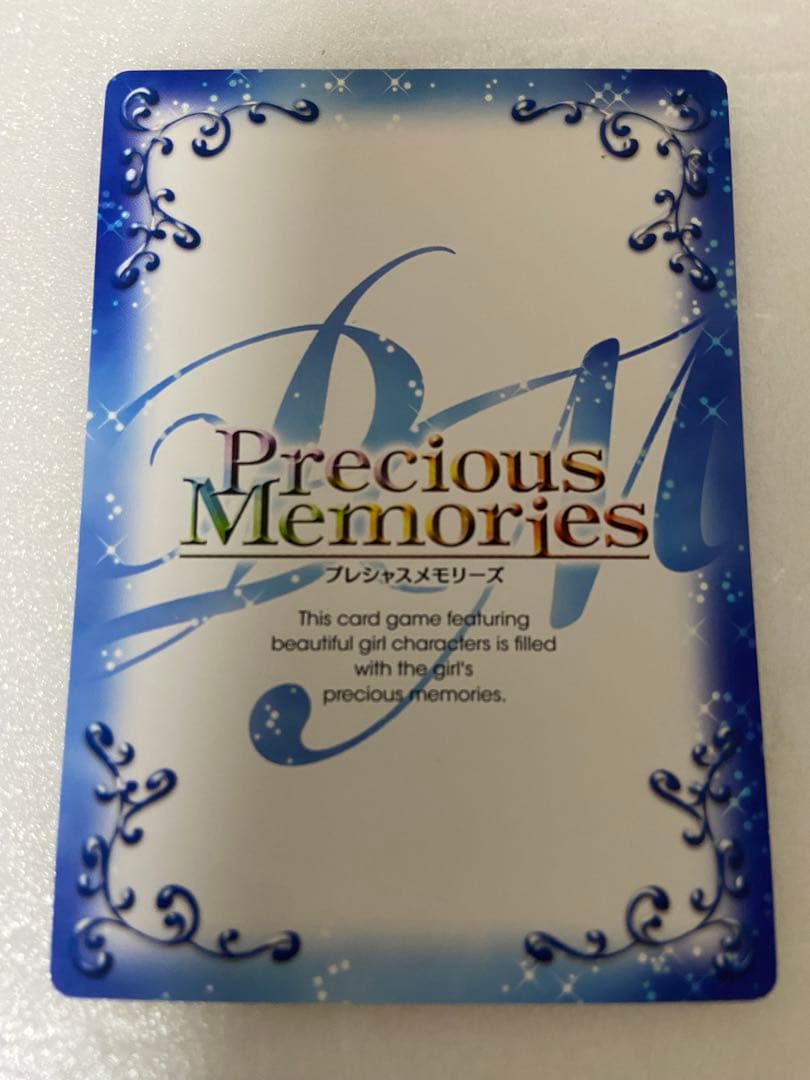 Precious
Memories
プレシャスメモリーズ
This card game featuring
beautiful girl characters is filled
with the girl's
precious memories.